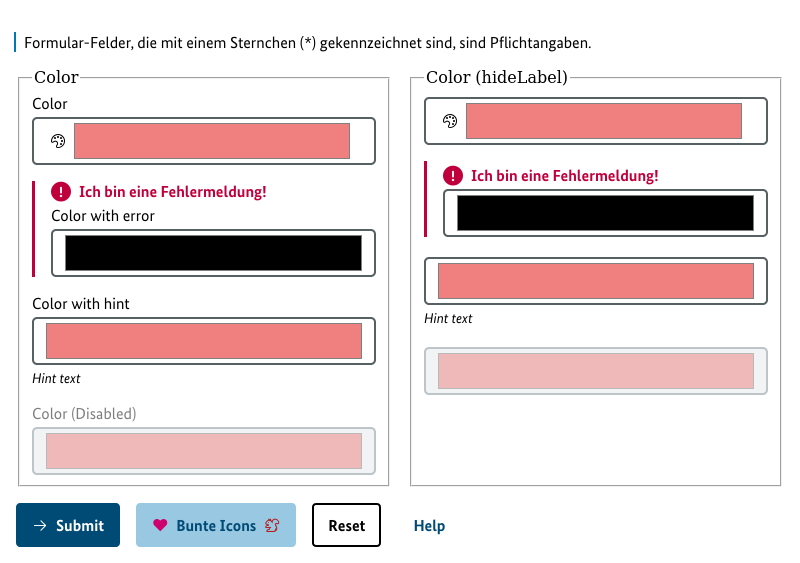 Formular-Felder, die mit einem Sternchen (*) gekennzeichnet sind, sind Pflichtangaben.
Color
Color
Ich bin eine Fehlermeldung!
Color with error
Color with hint
Hint text
Color (Disabled)
Color (hideLabel)
Ich bin eine Fehlermeldung!
Hint text
Submit
Bunte Icons
Reset
Help